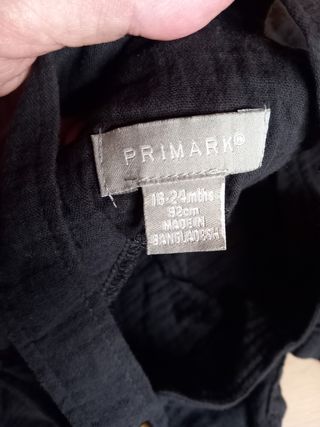 PRIMARK®
18-24mths
92cm
MADE IN
BANGLADESH